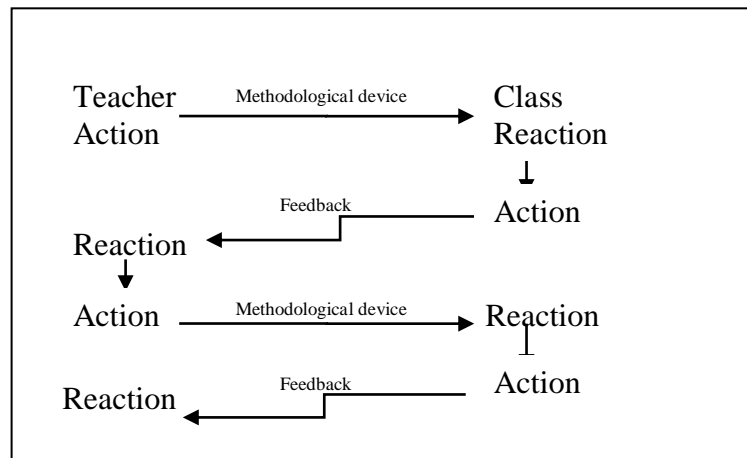 Teacher
Action
Methodological device
Class
Reaction
Feedback
Action
Reaction
Action
Methodological device
Reaction
Feedback
Action
Reaction